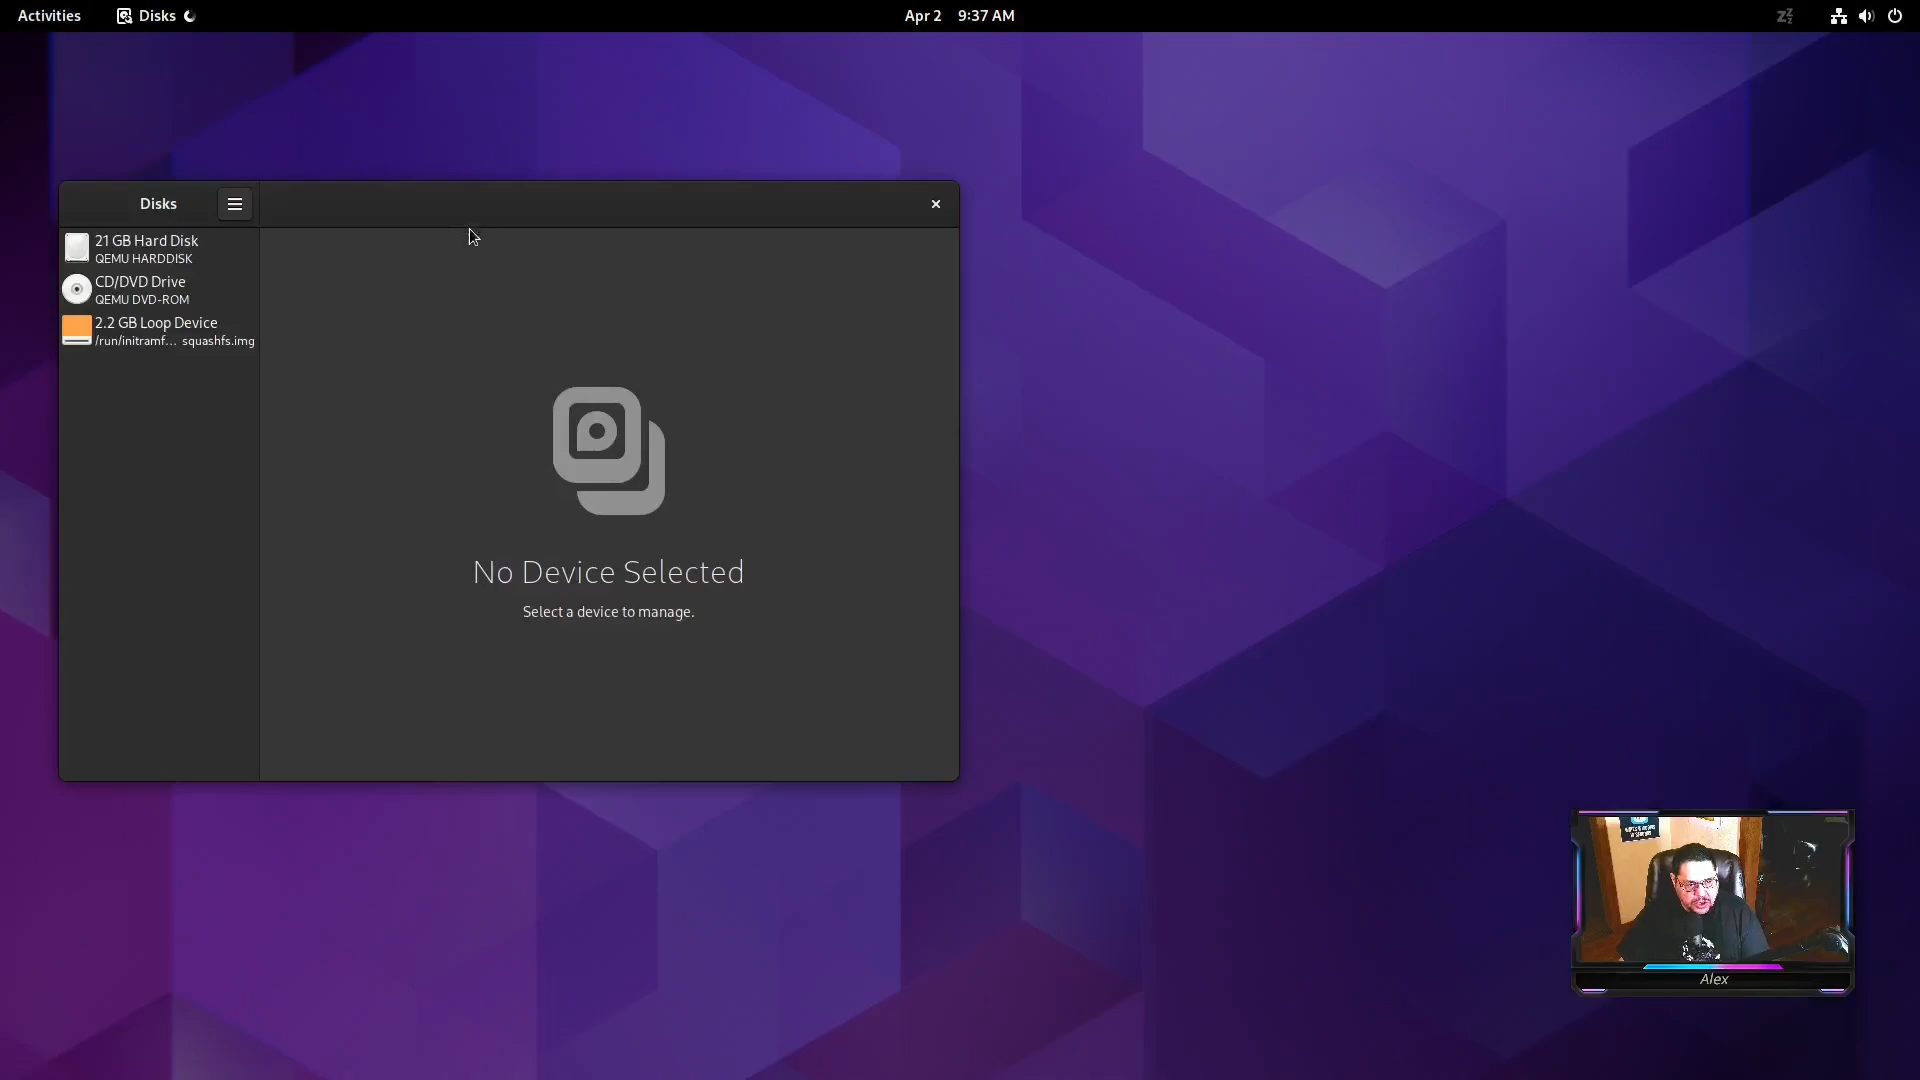 Activities
Disks
Apr 2 9:37 AM
Disks
21 GB Hard Disk
QEMU HARDDISK
CD/DVD Drive
QEMU DVD-ROM
2.2 GB Loop Device
/run/initramf… squashfs.img
No Device Selected
Select a device to manage.
Alex